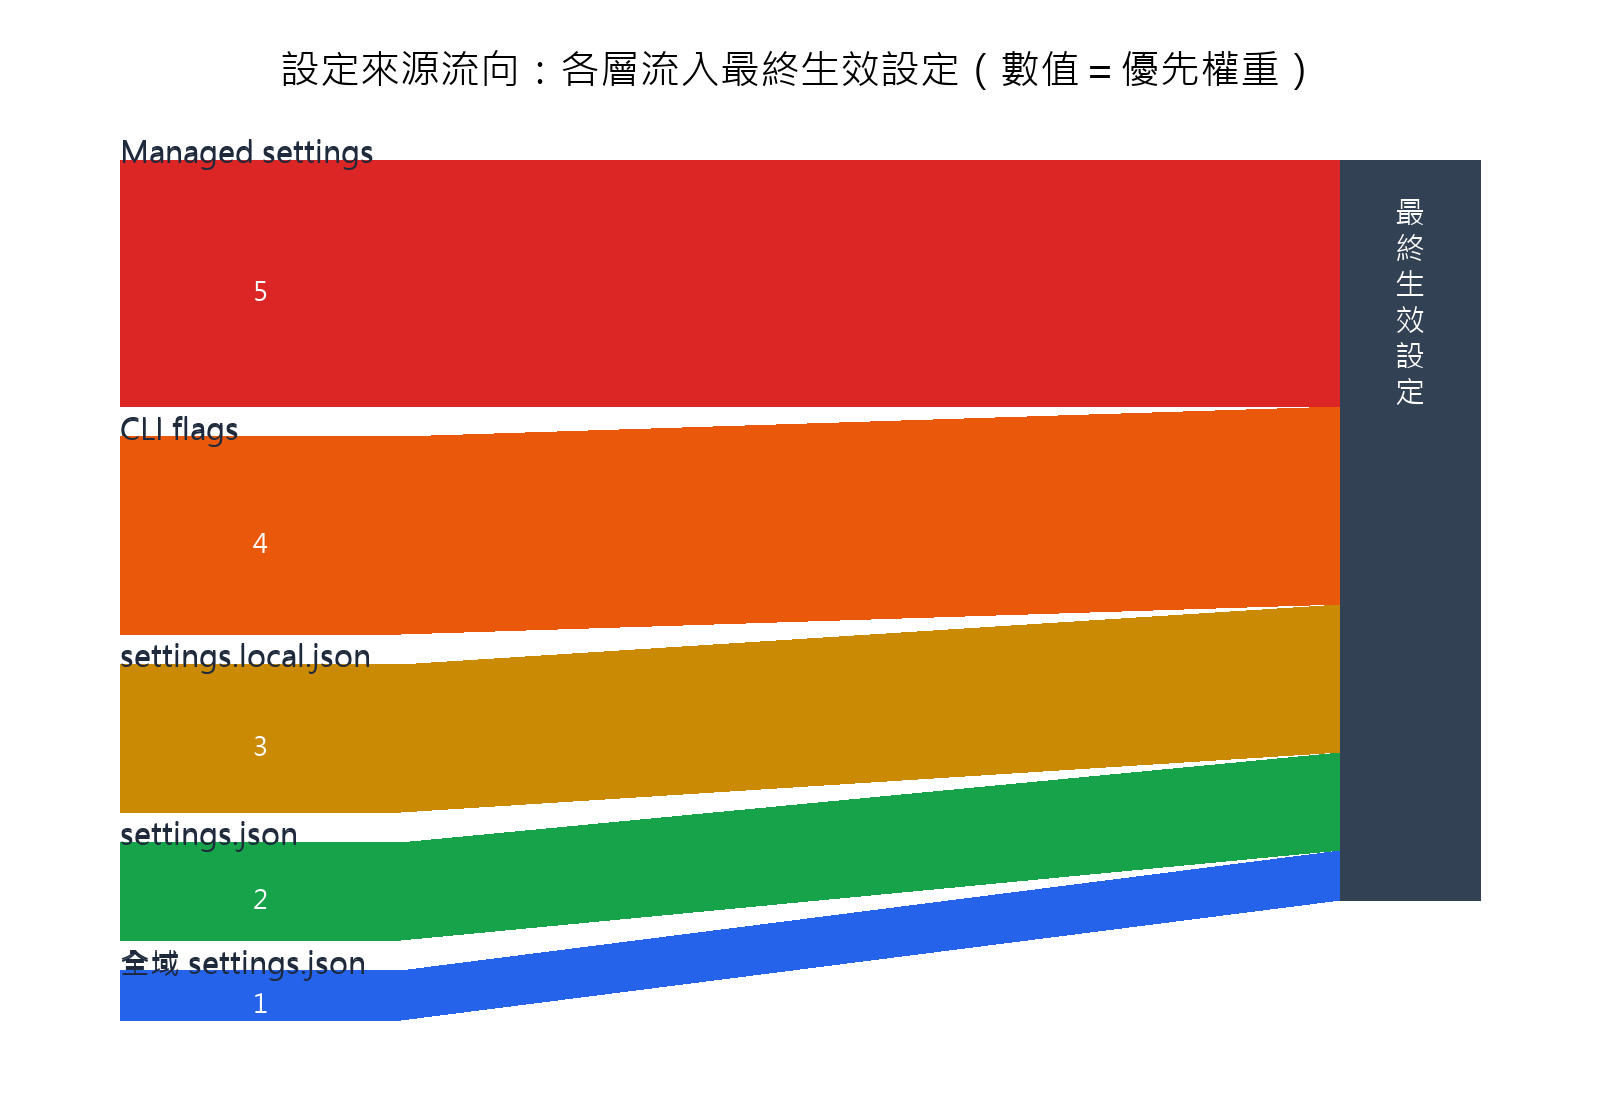 設定來源流向：各層流入最終生效設定（數值＝優先權重）
Managed settings
5
CLI flags
4
settings.local.json
3
settings.json
2
全域 settings.json
1
最終生效設定